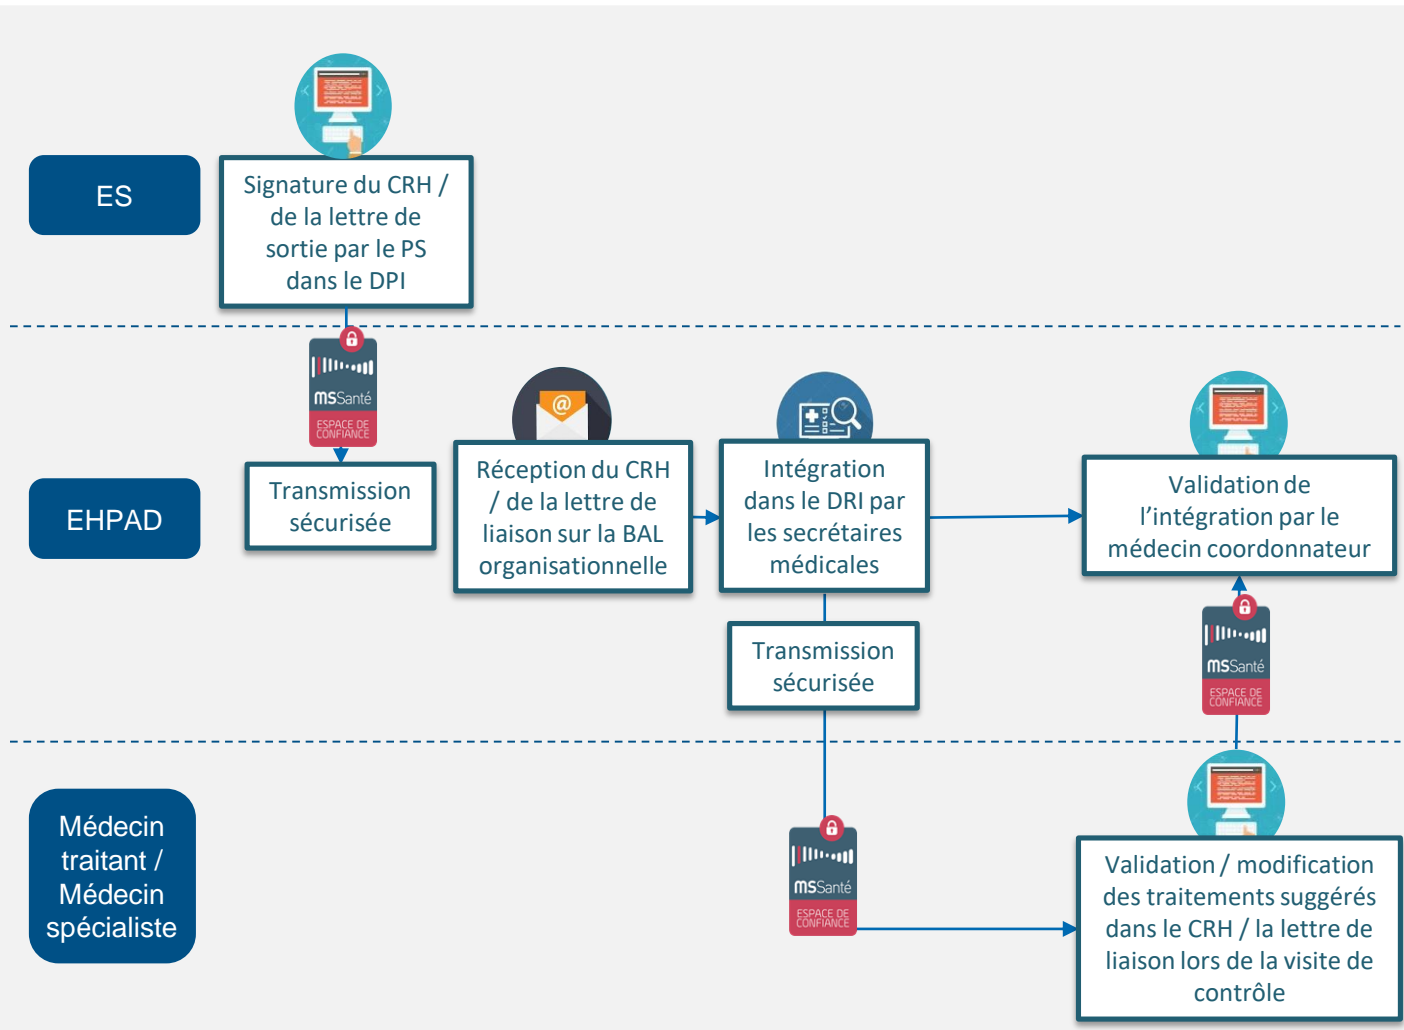 ES
Signature du CRH /
de la lettre de
sortie par le PS
dans le DPI
MSSanté
ESPACE DE
CONFIANCE
EHPAD
Transmission
sécurisée
@
Réception du CRH
/ de la lettre de
liaison sur la BAL
organisationnelle
Intégration
dans le DRI par
les secrétaires
médicales
Validation de
l'intégration par le
médecin coordonnateur
Transmission
sécurisée
MSSanté
ESPACE DE
CONFIANCE
Médecin
traitant /
Médecin
spécialiste
MSSanté
ESPACE DE
CONFIANCE
Validation / modification
des traitements suggérés
dans le CRH / la lettre de
liaison lors de la visite de
contrôle